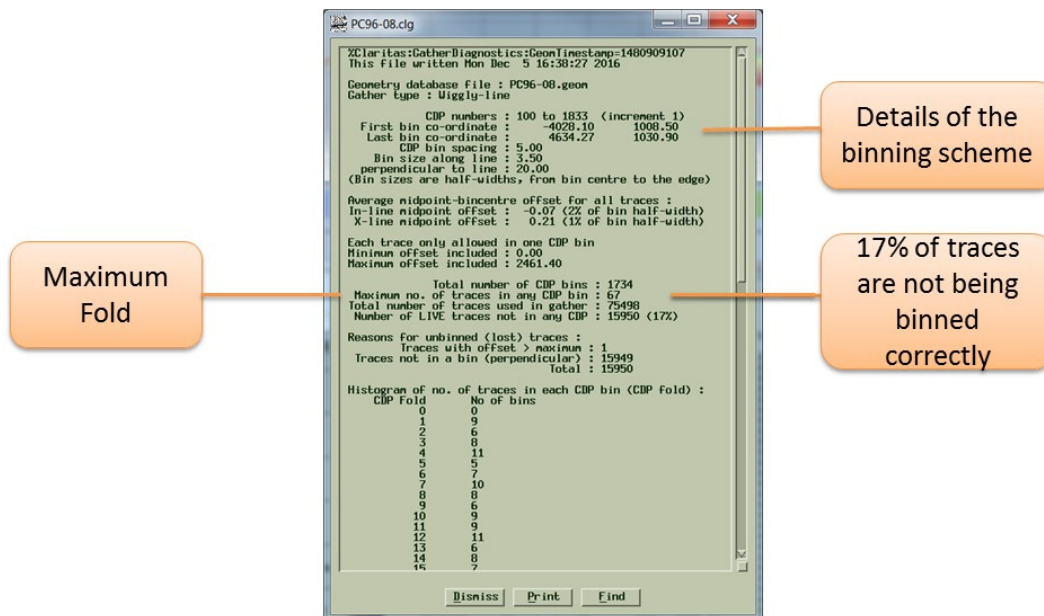 PC96-08.clg
%Claritas:GatherDiagnostics:GeomTimestamp=1480909107
This file written Mon Dec  5 16:38:27 2016
Geometry database file : PC96-08.geom
Gather type : Wiggly-line
CDP numbers : 100 to 1833  (increment 1)
First bin co-ordinate :     -4028.10      1008.50
Last bin co-ordinate :      4634.27      1030.90
CDP bin spacing : 5.00
Bin size along line : 3.50
perpendicular to line : 20.00
(Bin sizes are half-widths, from bin centre to the edge)
Average midpoint-bincentre offset for all traces :
In-line midpoint offset :  -0.07 (2% of bin half-width)
X-line midpoint offset :   0.21 (1% of bin half-width)
Each trace only allowed in one CDP bin
Minimum offset included : 0.00
Maximum offset included : 2461.40
Total number of CDP bins : 1734
Maximum no. of traces in any CDP bin : 67
Total number of traces used in gather : 75498
Number of LIVE traces not in any CDP : 15950 (17%)
Reasons for unbinned (lost) traces :
Traces with offset > maximum : 1
Traces not in a bin (perpendicular) : 15949
Total : 15950
Histogram of no. of traces in each CDP bin (CDP fold) :
CDP Fold      No of bins
0      0
1      9
2      6
3      8
4      11
5      5
6      7
7      10
8      8
9      6
10      9
11      9
12      11
13      6
14      8
15      7
Dismiss
Print
Find
Maximum
Fold
Details of the
binning scheme
17% of traces
are not being
binned
correctly